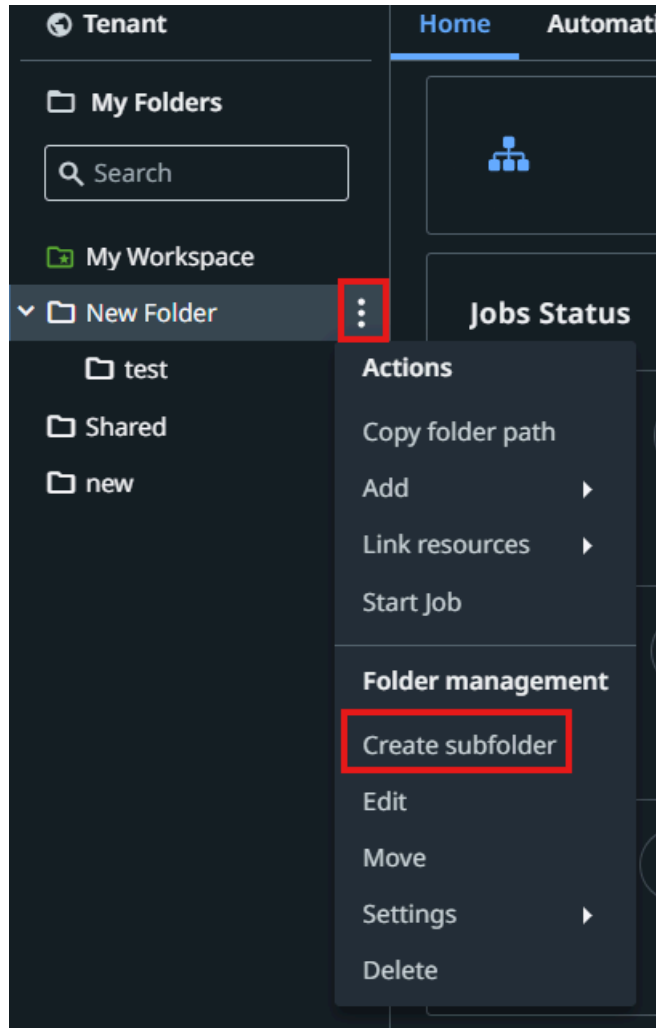 Tenant
Home
Automati
My Folders
Search
My Workspace
New Folder
Jobs Status
test
Shared
new
Actions
Copy folder path
Add
Link resources
Start Job
Folder management
Create subfolder
Edit
Move
Settings
Delete